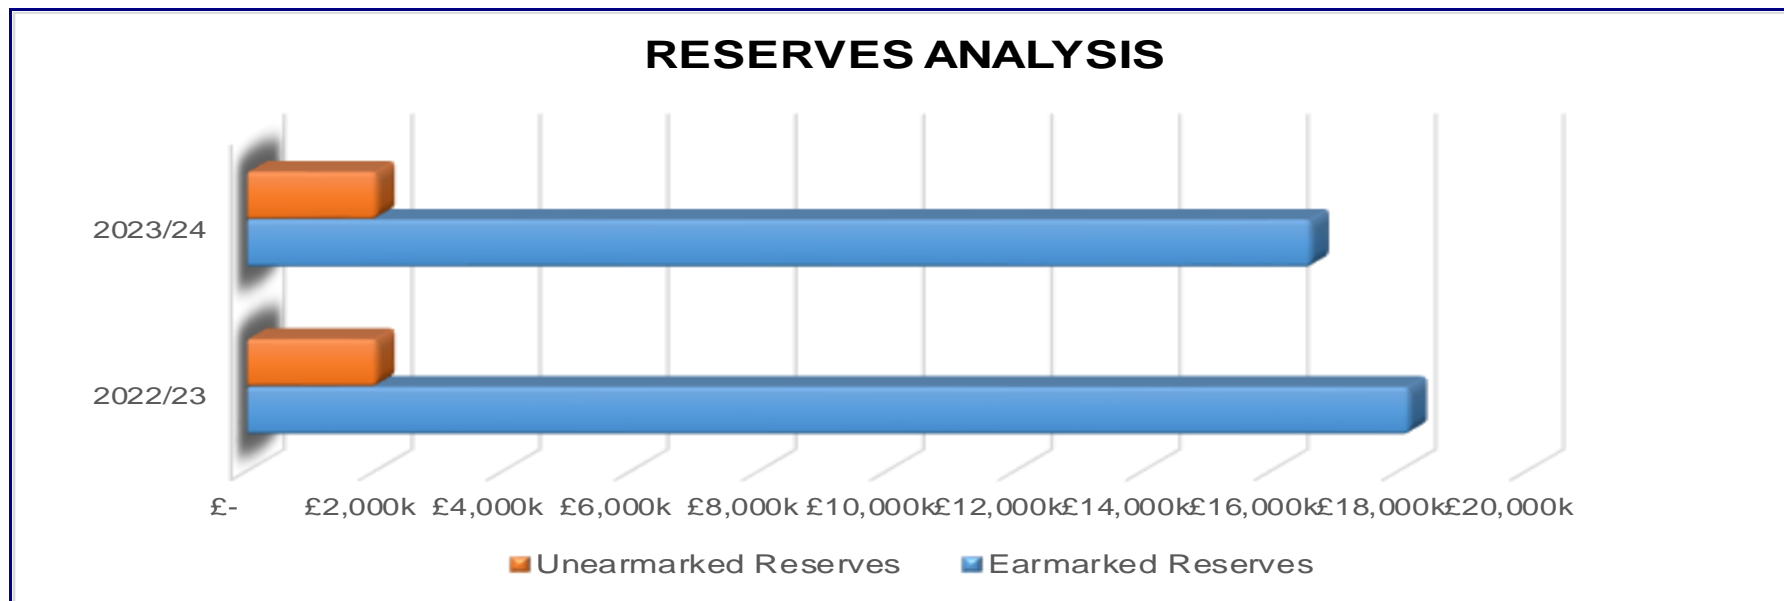 RESERVES ANALYSIS
2023/24
2022/23
£- £2,000k £4,000k £6,000k £8,000k £10,000k £12,000k £14,000k £16,000k £18,000k £20,000k
Unearmarked Reserves Earmarked Reserves